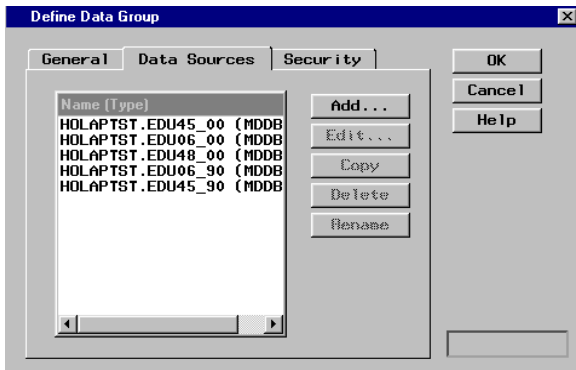 Define Data Group
General Data Sources Security
OK
Cancel
Help
Name (Type)
HOLAPTST.EDU45_00 (MDDB
HOLAPTST.EDU06_00 (MDDB
HOLAPTST.EDU48_00 (MDDB
HOLAPTST.EDU06_90 (MDDB
HOLAPTST.EDU45_90 (MDDB
Add...
Edit...
Copy
Delete
Rename